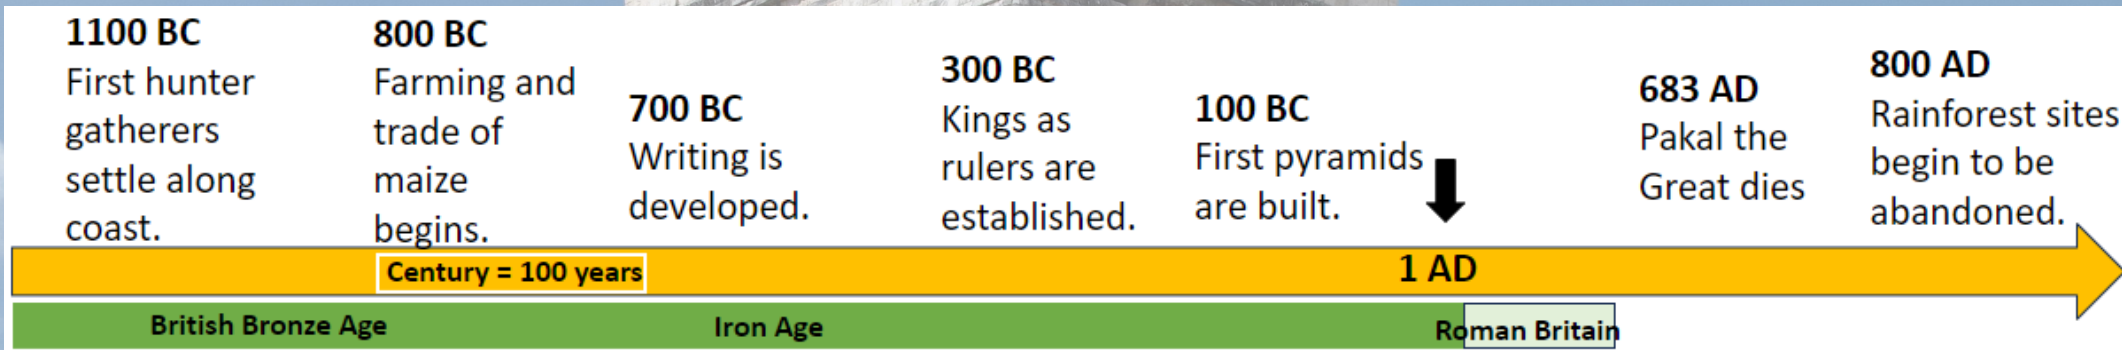 1100 BC
First hunter
gatherers
settle along
coast.
800 BC
Farming and
trade of
maize
begins.
700 BC
Writing is
developed.
300 BC
Kings as
rulers are
established.
100 BC
First pyramids
are built.
683 AD
Pakal the
Great dies
800 AD
Rainforest sites
begin to be
abandoned.
Century = 100 years
1 AD
British Bronze Age
Iron Age
Roman Britain